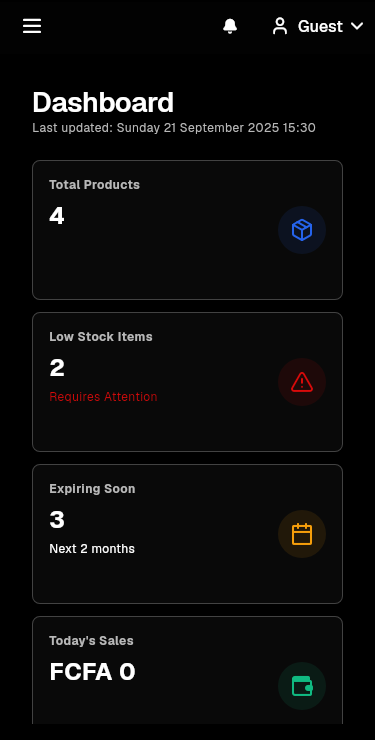 Guest
Dashboard
Last updated: Sunday 21 September 2025 15:30
Total Products
4
Low Stock Items
2
Requires Attention
Expiring Soon
3
Next 2 months
Today's Sales
FCFA 0